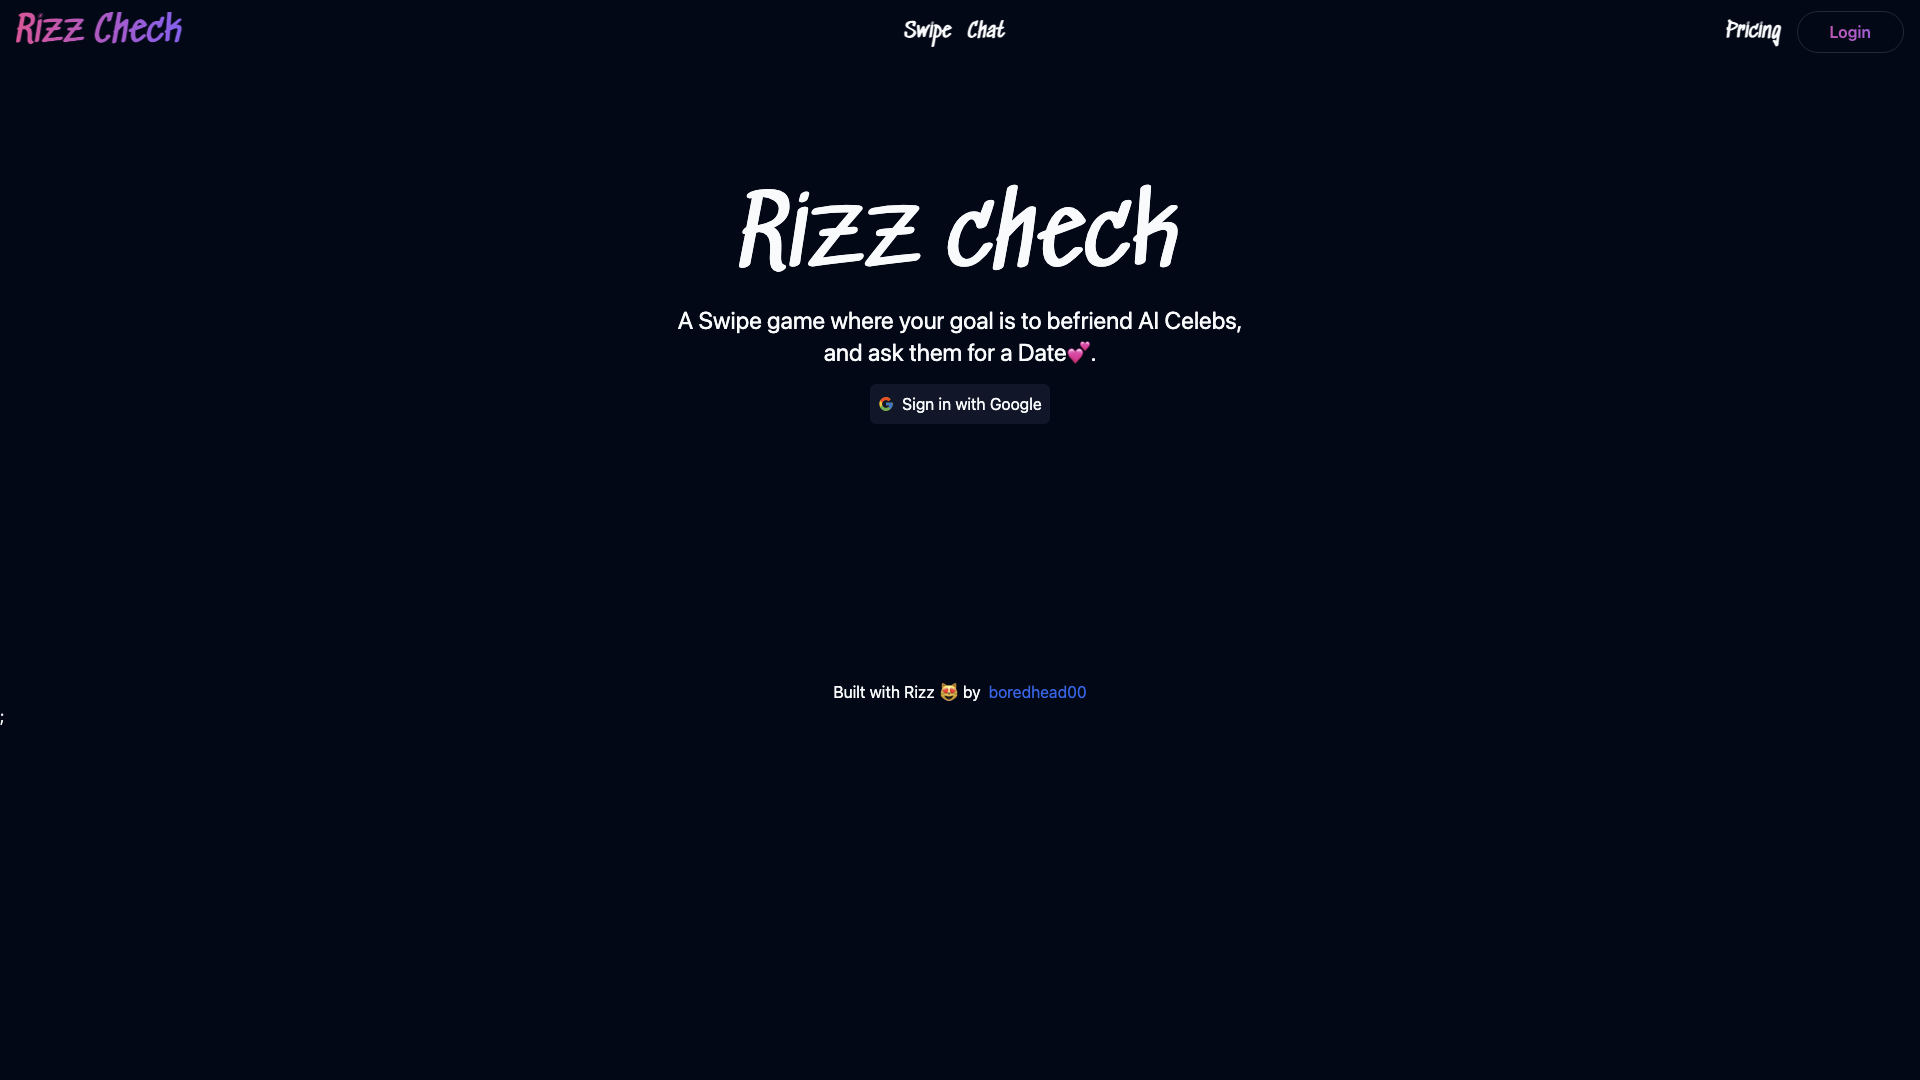 Rizz Check
Swipe Chat
Pricing
Login
Rizz check
A Swipe game where your goal is to befriend AI Celebs,
and ask them for a Date💕.
Sign in with Google
Built with Rizz 😻 by boredhead00
;